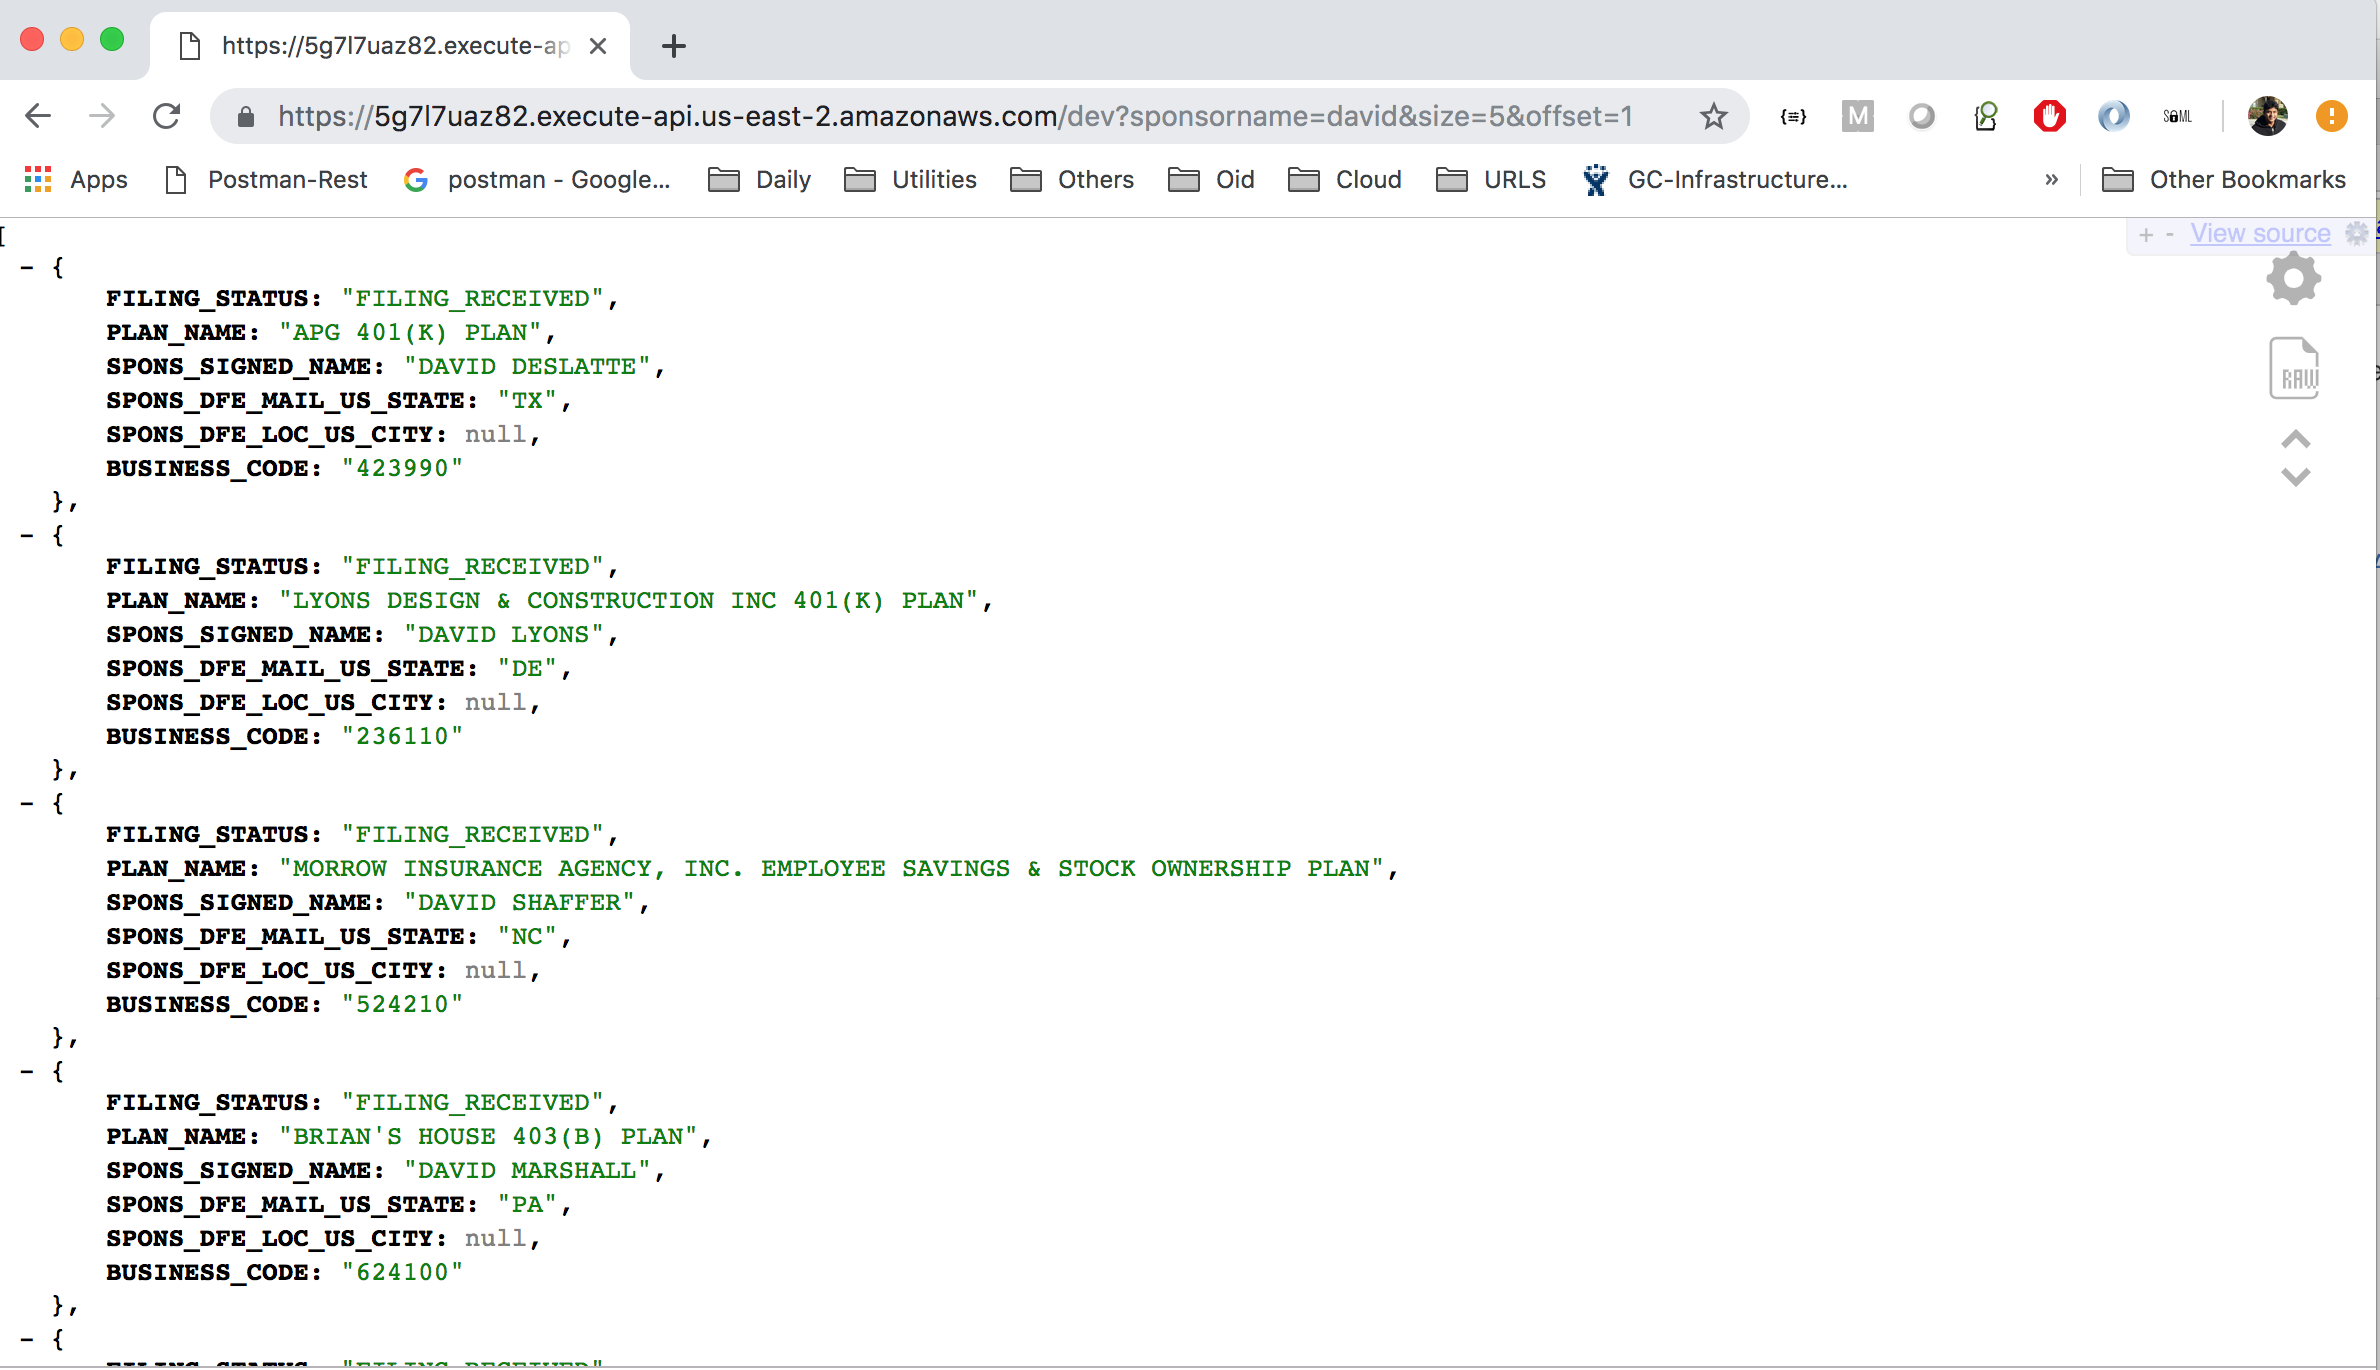 https://5g7l7uaz82.execute-ap
https://5g7l7uaz82.execute-api.us-east-2.amazonaws.com/dev?sponsorname=david&size=5&offset=1
{≡} M SAML
Apps Postman-Rest postman - Google... Daily Utilities Others Oid Cloud URLS GC-Infrastructure... » Other Bookmarks
[
+ - View source
- {
FILING_STATUS: "FILING_RECEIVED",
PLAN_NAME: "APG 401(K) PLAN",
SPONS_SIGNED_NAME: "DAVID DESLATTE",
RAW
SPONS_DFE_MAIL_US_STATE: "TX",
SPONS_DFE_LOC_US_CITY: null,
BUSINESS_CODE: "423990"
},
- {
FILING_STATUS: "FILING_RECEIVED",
PLAN_NAME: "LYONS DESIGN & CONSTRUCTION INC 401(K) PLAN",
SPONS_SIGNED_NAME: "DAVID LYONS",
SPONS_DFE_MAIL_US_STATE: "DE",
SPONS_DFE_LOC_US_CITY: null,
BUSINESS_CODE: "236110"
},
- {
FILING_STATUS: "FILING_RECEIVED",
PLAN_NAME: "MORROW INSURANCE AGENCY, INC. EMPLOYEE SAVINGS & STOCK OWNERSHIP PLAN",
SPONS_SIGNED_NAME: "DAVID SHAFFER",
SPONS_DFE_MAIL_US_STATE: "NC",
SPONS_DFE_LOC_US_CITY: null,
BUSINESS_CODE: "524210"
},
- {
FILING_STATUS: "FILING_RECEIVED",
PLAN_NAME: "BRIAN'S HOUSE 403(B) PLAN",
SPONS_SIGNED_NAME: "DAVID MARSHALL",
SPONS_DFE_MAIL_US_STATE: "PA",
SPONS_DFE_LOC_US_CITY: null,
BUSINESS_CODE: "624100"
},
- {
FILING_STATUS: "FILING_RECEIVED"